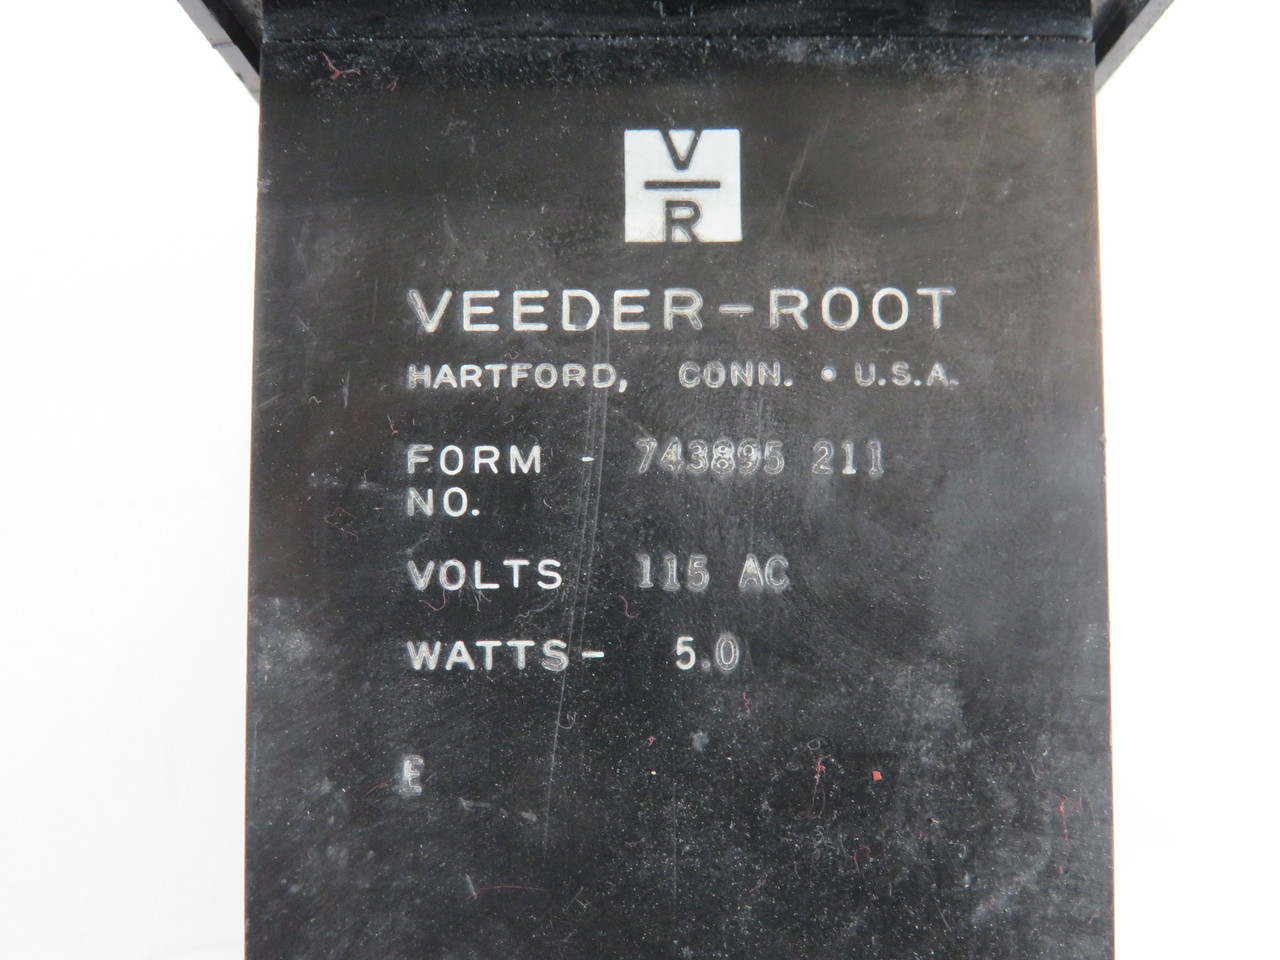 V
R
VEEDER-ROOT
HARTFORD, CONN. • U.S.A.
FORM - 743895 211
NO.
VOLTS 115 AC
WATTS- 5.0
E